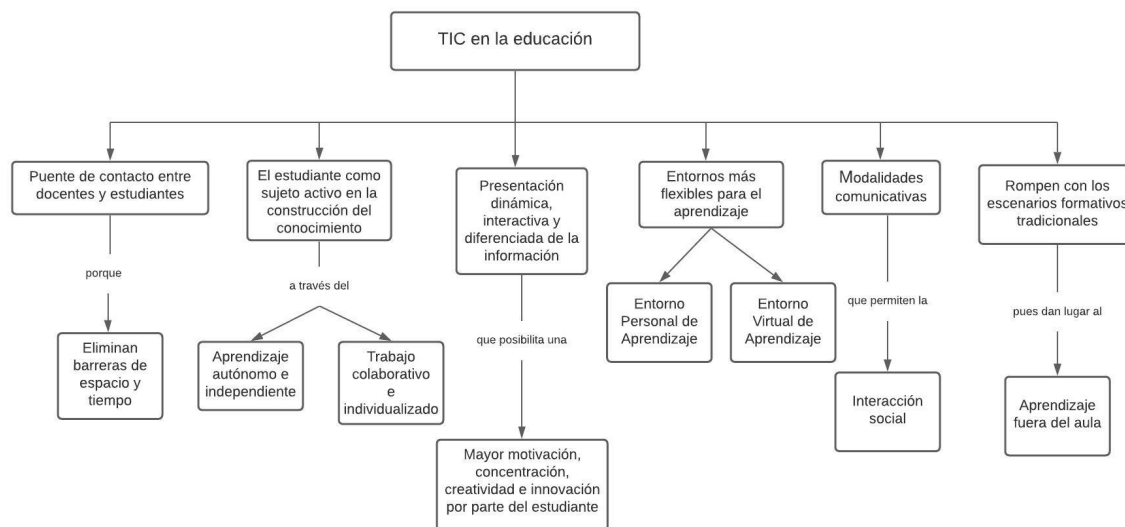 TIC en la educación
Puente de contacto entre
docentes y estudiantes
porque
Eliminan
barreras de
espacio y
tiempo
El estudiante como
sujeto activo en la
construcción del
conocimiento
a través del
Aprendizaje
autónomo e
independiente
Trabajo
colaborativo
e
individualizado
Presentación
dinámica,
interactiva y
diferenciada de la
información
que posibilita una
Mayor motivación,
concentración,
creatividad e innovación
por parte del estudiante
Entornos más
flexibles para el
aprendizaje
Entorno
Personal de
Aprendizaje
Entorno
Virtual de
Aprendizaje
Modalidades
comunicativas
que permiten la
Interacción
social
Rompen con los
escenarios formativos
tradicionales
pues dan lugar al
Aprendizaje
fuera del aula